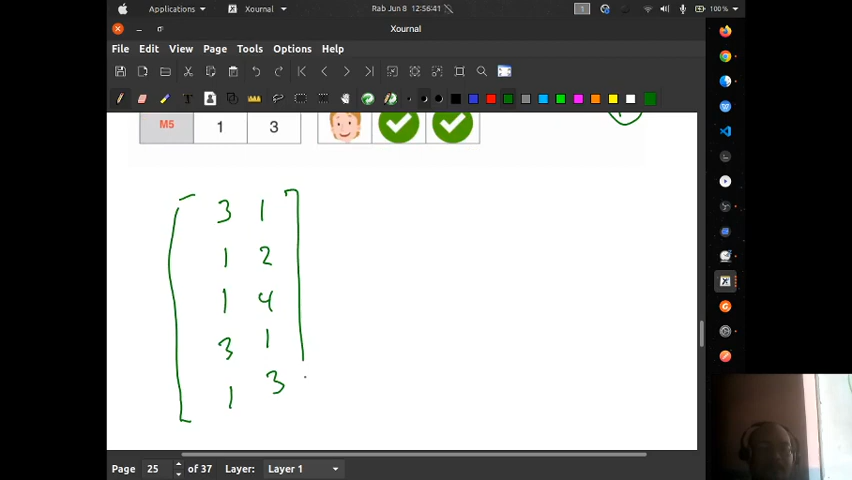 Applications Xournal Rab Jun 8 12:56:41 1 100%
Xournal
File Edit View Page Tools Options Help
M5 1 3
3 1
1 2
1 4
3 1
1 3
Page 25 of 37 Layer: Layer 1